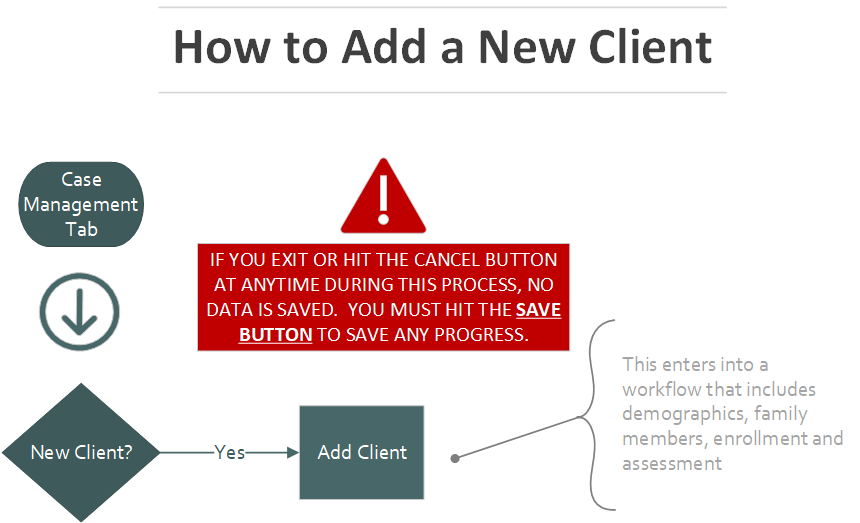 How to Add a New Client
Case
Management
Tab
IF YOU EXIT OR HIT THE CANCEL BUTTON
AT ANYTIME DURING THIS PROCESS, NO
DATA IS SAVED.  YOU MUST HIT THE SAVE
BUTTON TO SAVE ANY PROGRESS.
New Client?
Yes
Add Client
This enters into a
workflow that includes
demographics, family
members, enrollment and
assessment